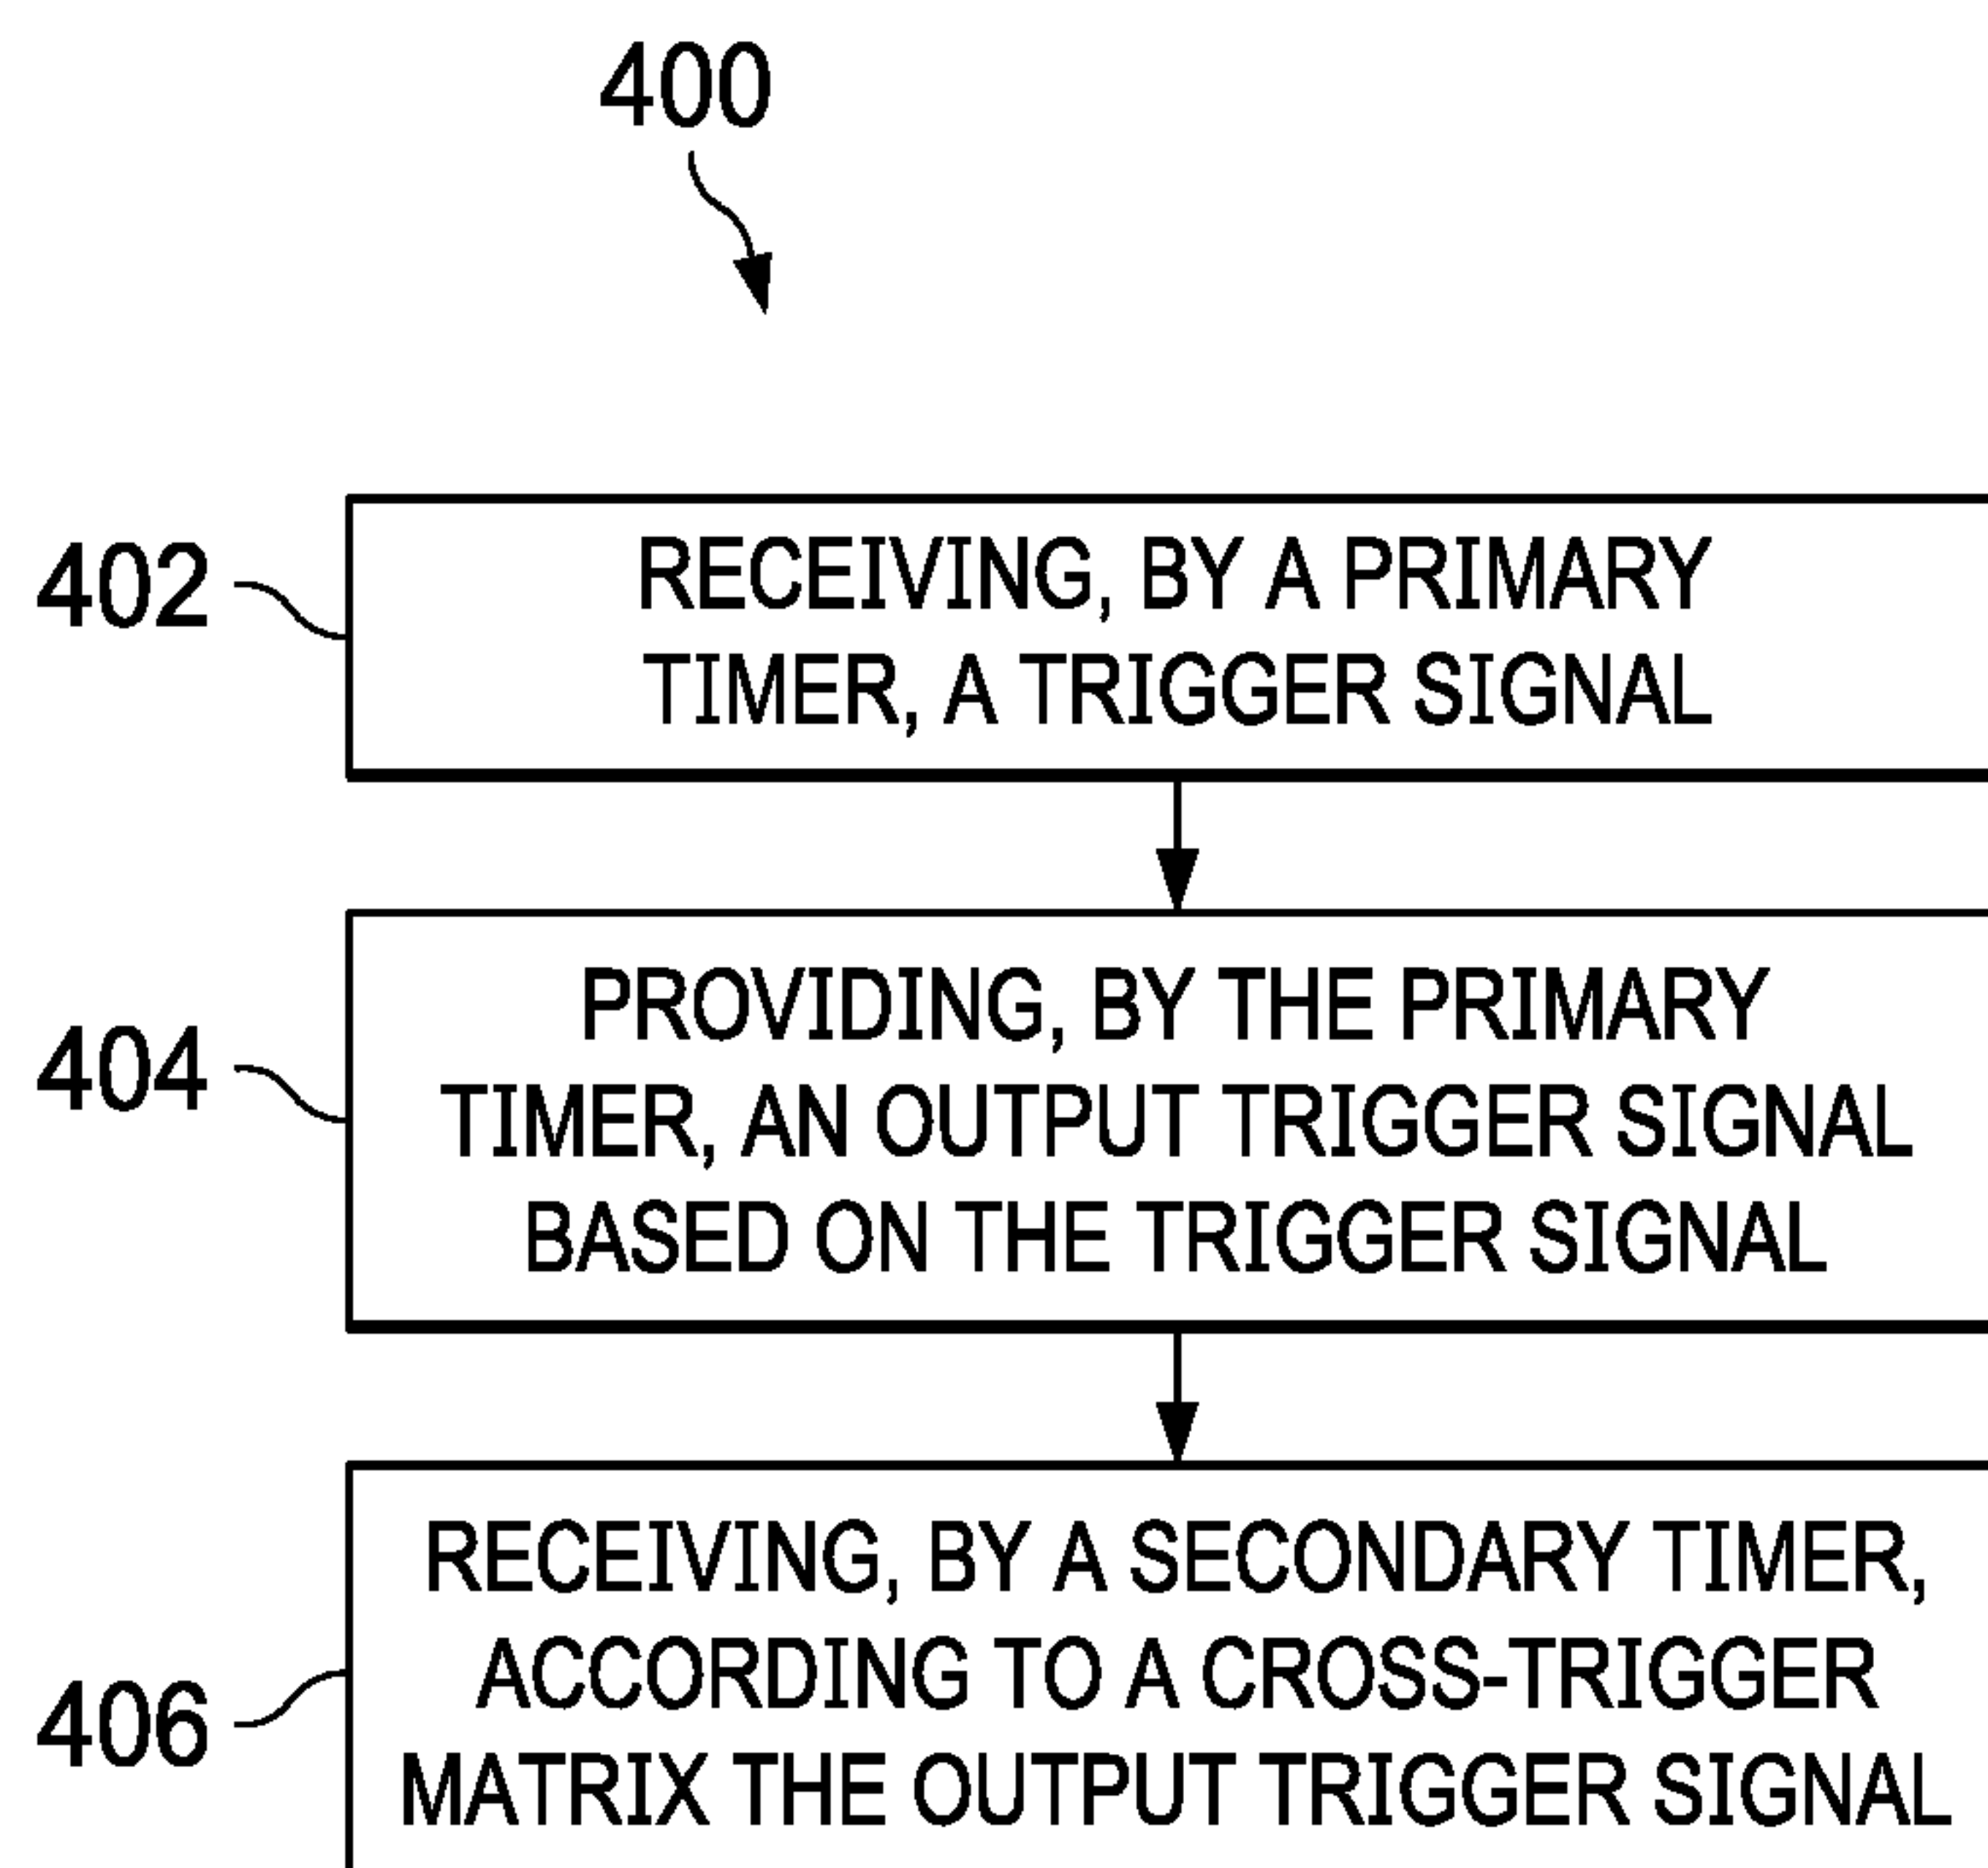 400
402
RECEIVING, BY A PRIMARY
TIMER, A TRIGGER SIGNAL
404
PROVIDING, BY THE PRIMARY
TIMER, AN OUTPUT TRIGGER SIGNAL
BASED ON THE TRIGGER SIGNAL
406
RECEIVING, BY A SECONDARY TIMER,
ACCORDING TO A CROSS-TRIGGER
MATRIX THE OUTPUT TRIGGER SIGNAL